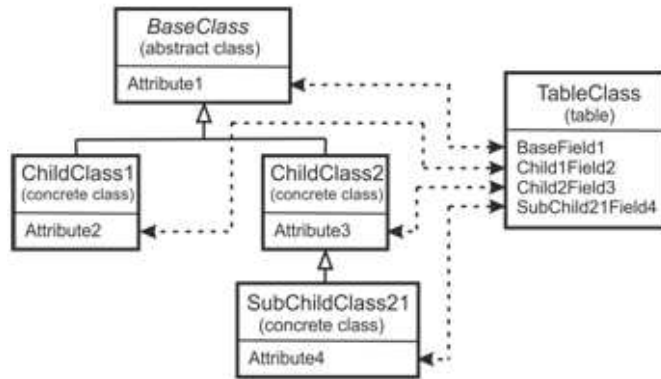 BaseClass
(abstract class)
Attribute1
TableClass
(table)
BaseField1
Child1Field2
Child2Field3
SubChild21Field4
ChildClass1
(concrete class)
Attribute2
ChildClass2
(concrete class)
Attribute3
SubChildClass21
(concrete class)
Attribute4